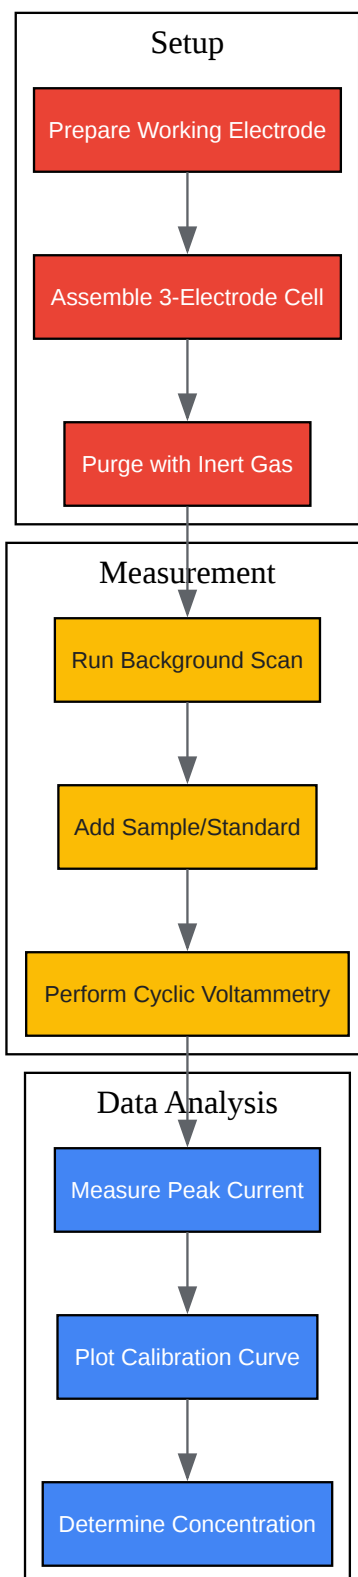 Setup
Prepare Working Electrode
Assemble 3-Electrode Cell
Purge with Inert Gas
Measurement
Run Background Scan
Add Sample/Standard
Perform Cyclic Voltammetry
Data Analysis
Measure Peak Current
Plot Calibration Curve
Determine Concentration